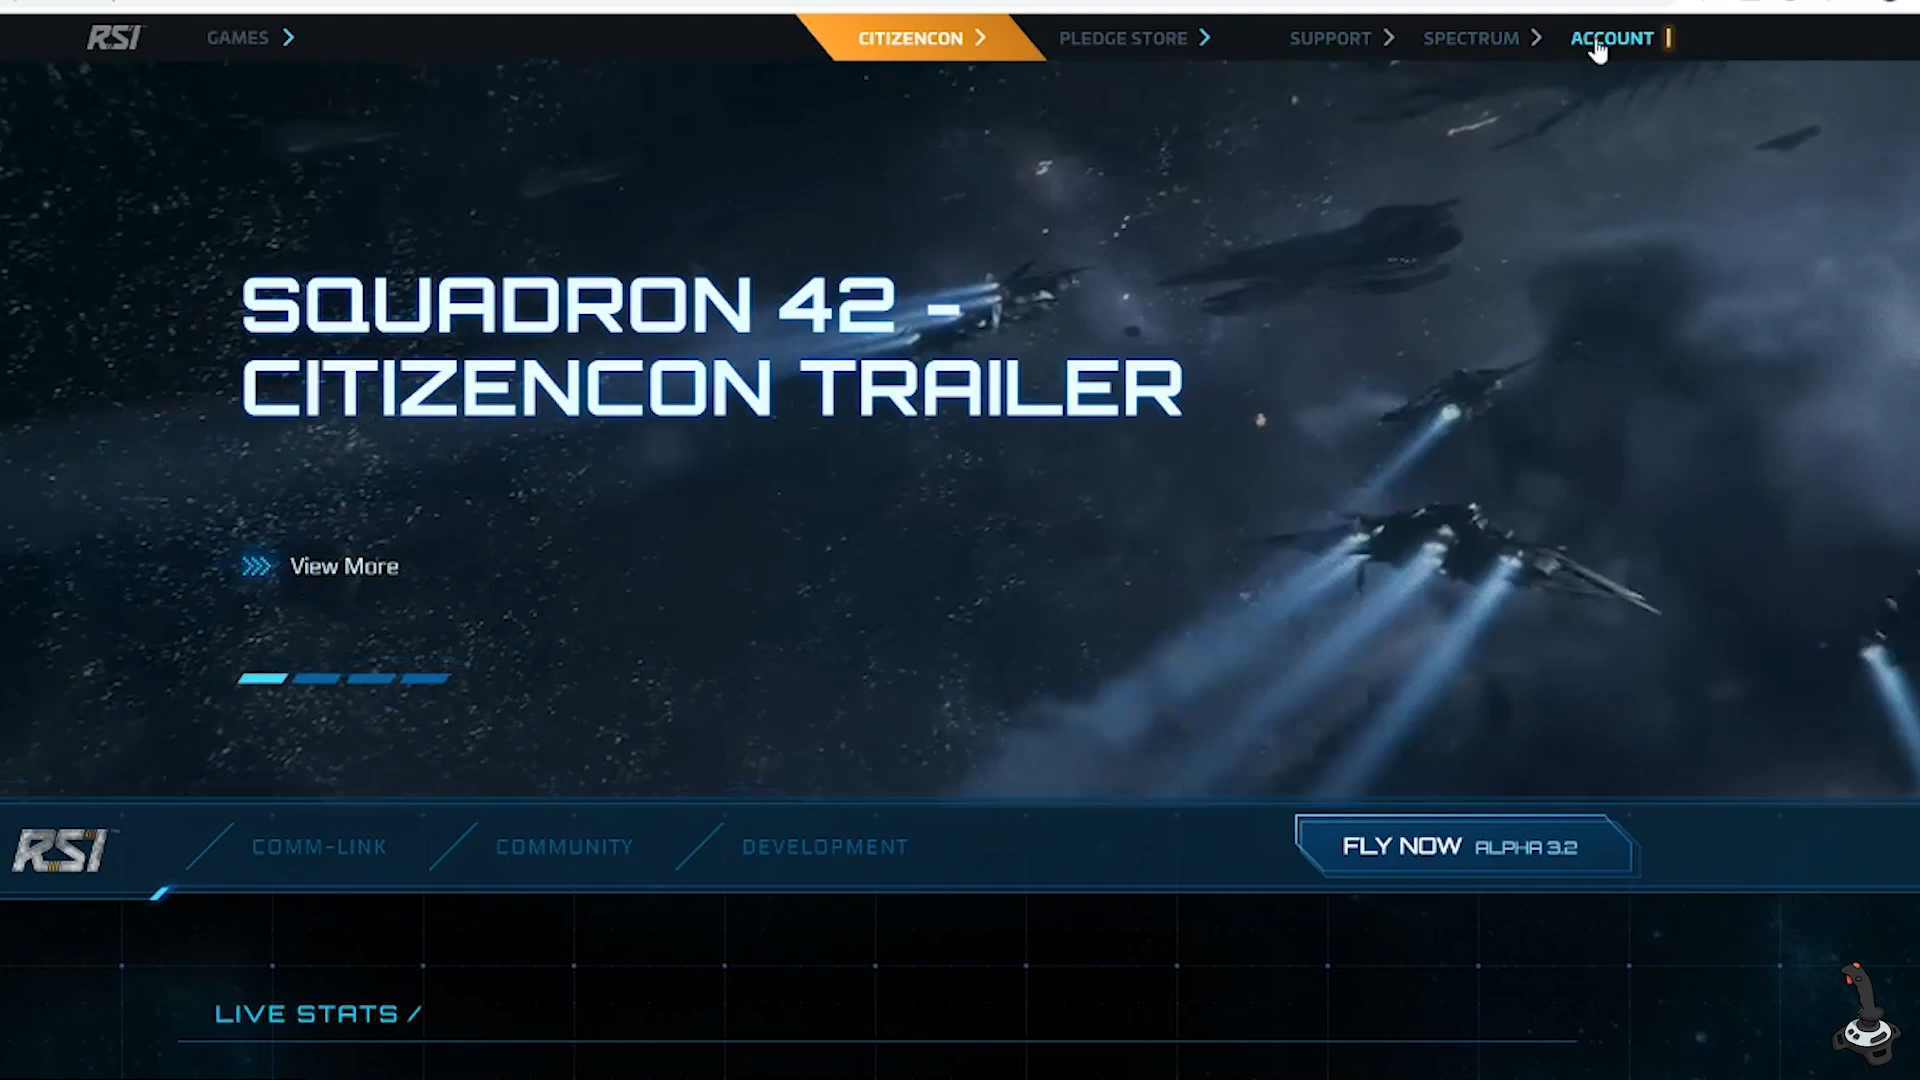 RSI
GAMES
CITIZENCON
PLEDGE STORE
SUPPORT
SPECTRUM
ACCOUNT
SQUADRON 42 -
CITIZENCON TRAILER
View More
RSI
COMM-LINK
COMMUNITY
DEVELOPMENT
FLY NOW ALPHA 3.2
LIVE STATS /